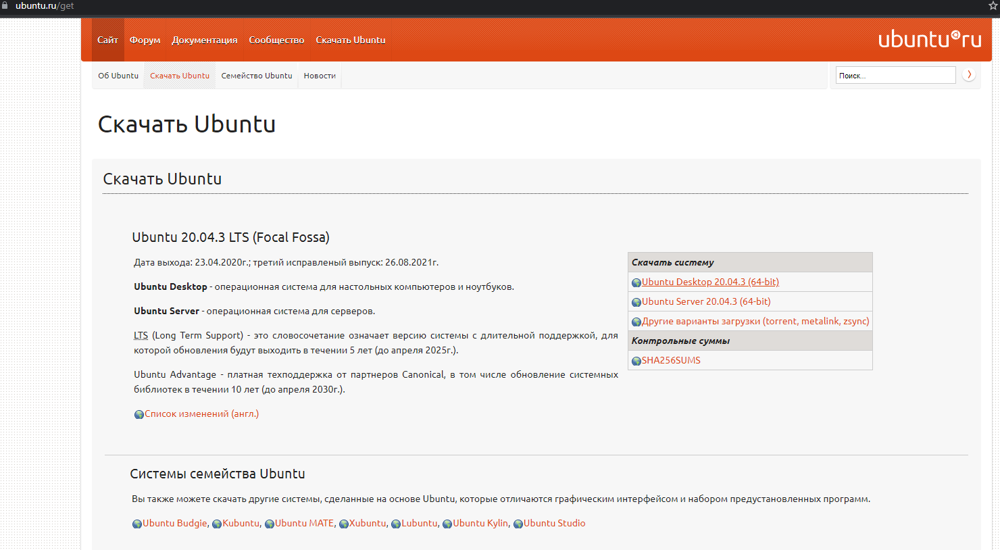 ubuntu.ru/get
Сайт Форум Документация Сообщество Скачать Ubuntu
ubuntu ru
Об Ubuntu Скачать Ubuntu Семейство Ubuntu Новости
Поиск...
Скачать Ubuntu
Скачать Ubuntu
Ubuntu 20.04.3 LTS (Focal Fossa)
Дата выхода: 23.04.2020г.; третий исправленый выпуск: 26.08.2021г.
Ubuntu Desktop - операционная система для настольных компьютеров и ноутбуков.
Ubuntu Server - операционная система для серверов.
LTS (Long Term Support) - это словосочетание означает версию системы с длительной поддержкой, для
которой обновления будут выходить в течении 5 лет (до апреля 2025г.).
Ubuntu Advantage - платная техподдержка от партнеров Canonical, в том числе обновление системных
библиотек в течении 10 лет (до апреля 2030г.).
Список изменений (англ.)
Скачать систему
Ubuntu Desktop 20.04.3 (64-bit)
Ubuntu Server 20.04.3 (64-bit)
Другие варианты загрузки (torrent, metalink, zsync)
Контрольные суммы
SHA256SUMS
Системы семейства Ubuntu
Вы также можете скачать другие системы, сделанные на основе Ubuntu, которые отличаются графическим интерфейсом и набором предустановленных программ.
Ubuntu Budgie, Kubuntu, Ubuntu MATE, Xubuntu, Lubuntu, Ubuntu Kylin, Ubuntu Studio